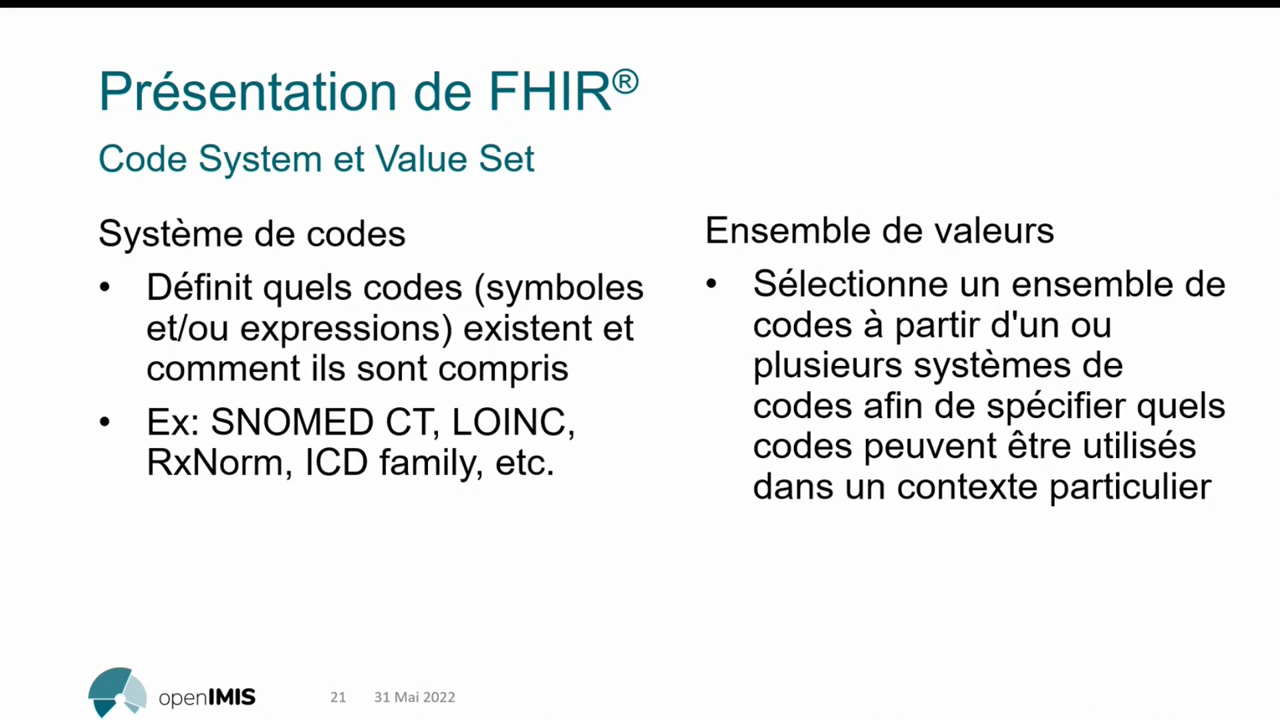 Présentation de FHIR®
Code System et Value Set
Système de codes
• Définit quels codes (symboles
et/ou expressions) existent et
comment ils sont compris
• Ex: SNOMED CT, LOINC,
RxNorm, ICD family, etc.
Ensemble de valeurs
• Sélectionne un ensemble de
codes à partir d'un ou
plusieurs systèmes de
codes afin de spécifier quels
codes peuvent être utilisés
dans un contexte particulier
openIMIS
21 31 Mai 2022